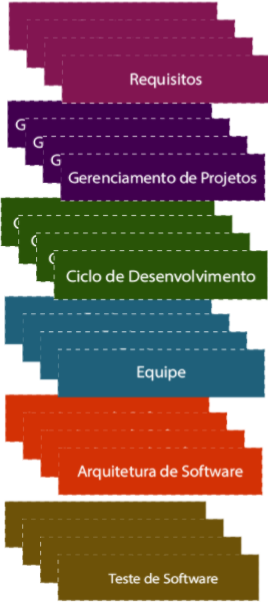 Requisitos
G
G
G
Gerenciamento de Projetos
Ciclo de Desenvolvimento
Equipe
Arquitetura de Software
Teste de Software